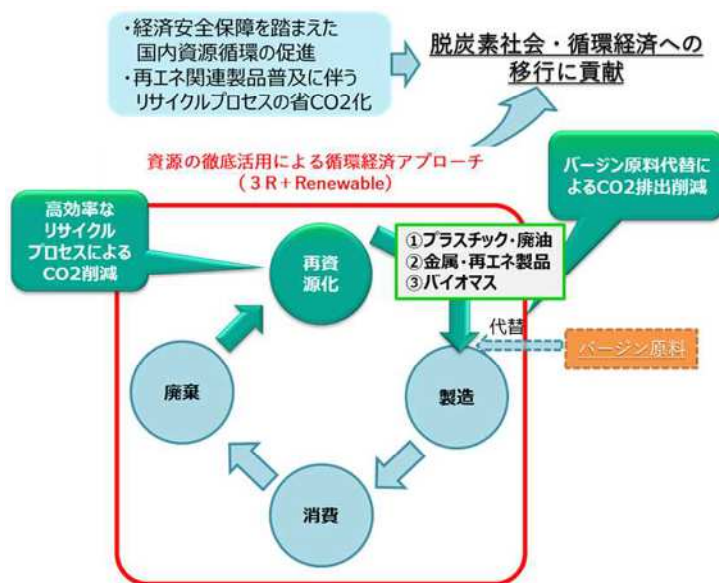 ・経済安全保障を踏まえた
国内資源循環の促進
・再エネ関連製品普及に伴う
リサイクルプロセスの省CO2化
脱炭素社会・循環経済への
移行に貢献
資源の徹底活用による循環経済アプローチ
(3R+Renewable)
バージン原料代替に
よるCO2排出削減
高効率な
リサイクル
プロセスによる
CO2削減
再資
源化
①プラスチック・廃油
②金属・再エネ製品
③バイオマス
代替
バージン原料
廃棄
製造
消費